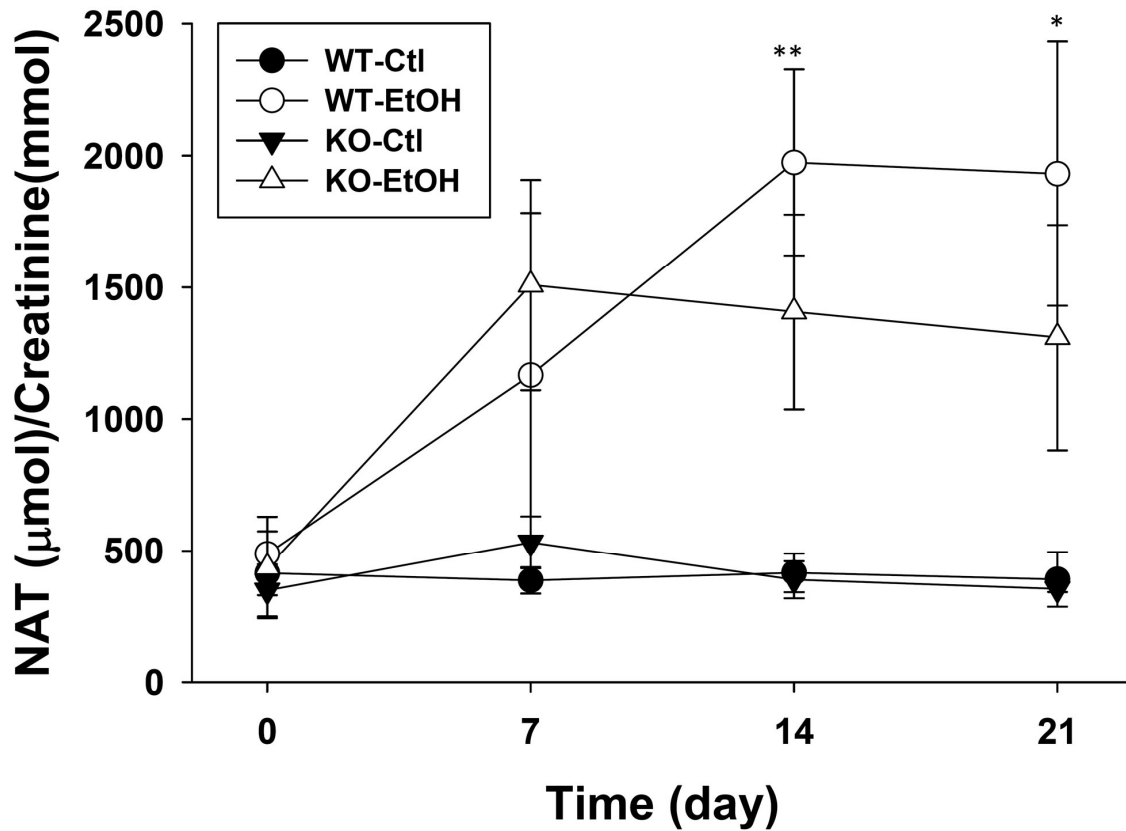 NAT (μmol)/Creatinine(mmol)
2500
2000
1500
1000
500
0
WT-Ctl
WT-EtOH
KO-Ctl
KO-EtOH
**
*
0 7 14 21
Time (day)